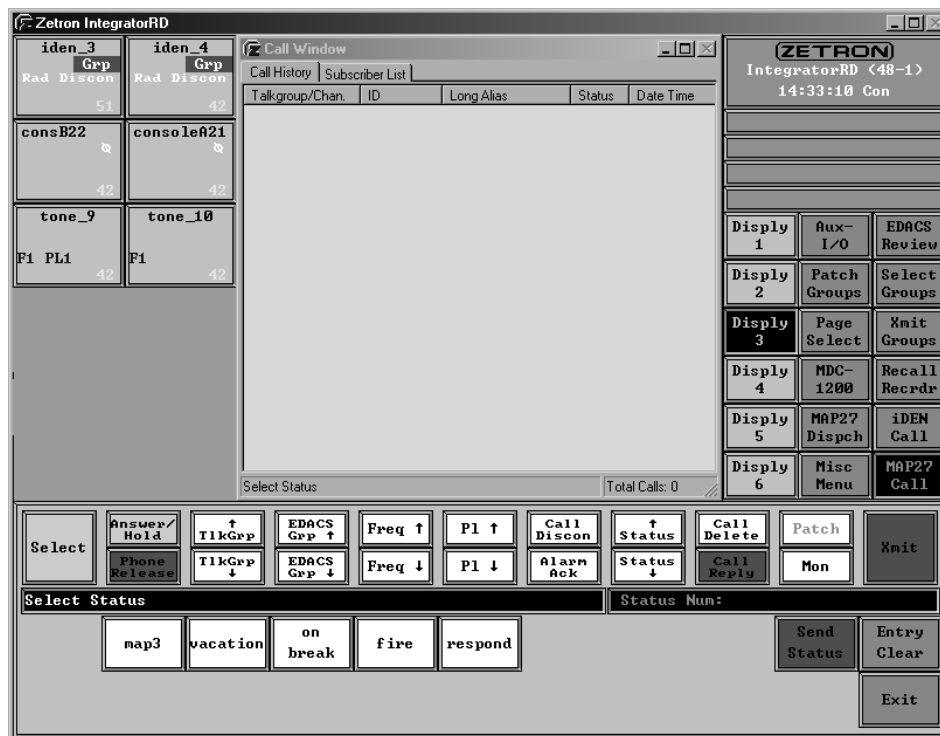 Zetron IntegratorRD
iden_3
Grp
Rad Discon
51
iden_4
Grp
Rad Discon
42
consB22
42
consoleA21
42
tone_9
F1 PL1
42
tone_10
F1
42
Call Window
Call History
Subscriber List
Talkgroup/Chan. ID Long Alias Status Date Time
Select Status
Total Calls: 0
ZETRON
IntegratorRD (48-1)
14:33:10 Con
Disply
1
Aux-
I/O
EDACS
Review
Disply
2
Patch
Groups
Select
Groups
Disply
3
Page
Select
Xmit
Groups
Disply
4
MDC-
1200
Recall
Recrdr
Disply
5
MAP27
Dispch
iDEN
Call
Disply
6
Misc
Menu
MAP27
Call
Select
Answer/
Hold
↑
TlkGrp
EDACS
Grp ↑
Freq ↑
Pl ↑
Call
Discon
↑
Status
Call
Delete
Patch
Xmit
Phone
Release
TlkGrp
↓
EDACS
Grp ↓
Freq ↓
Pl ↓
Alarm
Ack
Status
↓
Call
Reply
Mon
Select Status
Status Num:
map3
vacation
on
break
fire
respond
Send
Status
Entry
Clear
Exit